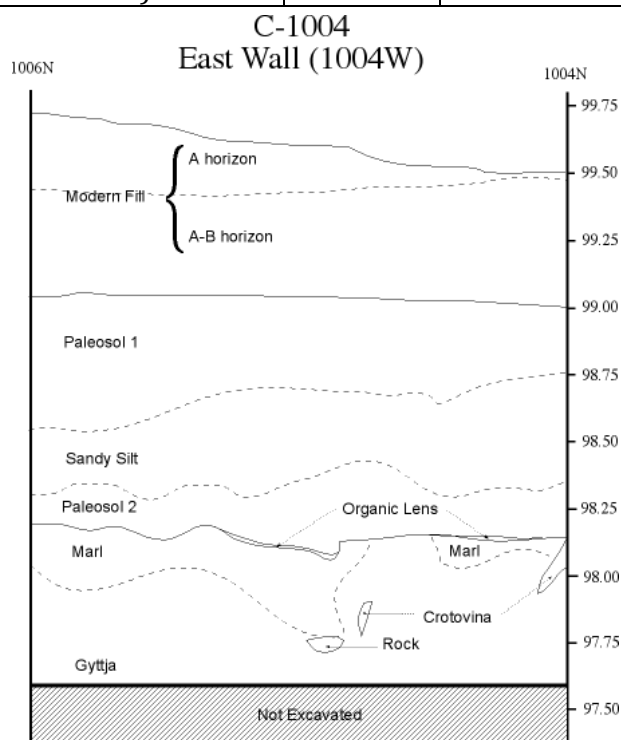 C-1004
East Wall (1004W)
1006N
1004N
99.75
A horizon
99.50
Modern Fill
A-B horizon
99.25
99.00
Paleosol 1
98.75
98.50
Sandy Silt
98.25
Paleosol 2
Organic Lens
Marl
Marl
98.00
Crotovina
97.75
Rock
Gyttja
97.50
Not Excavated